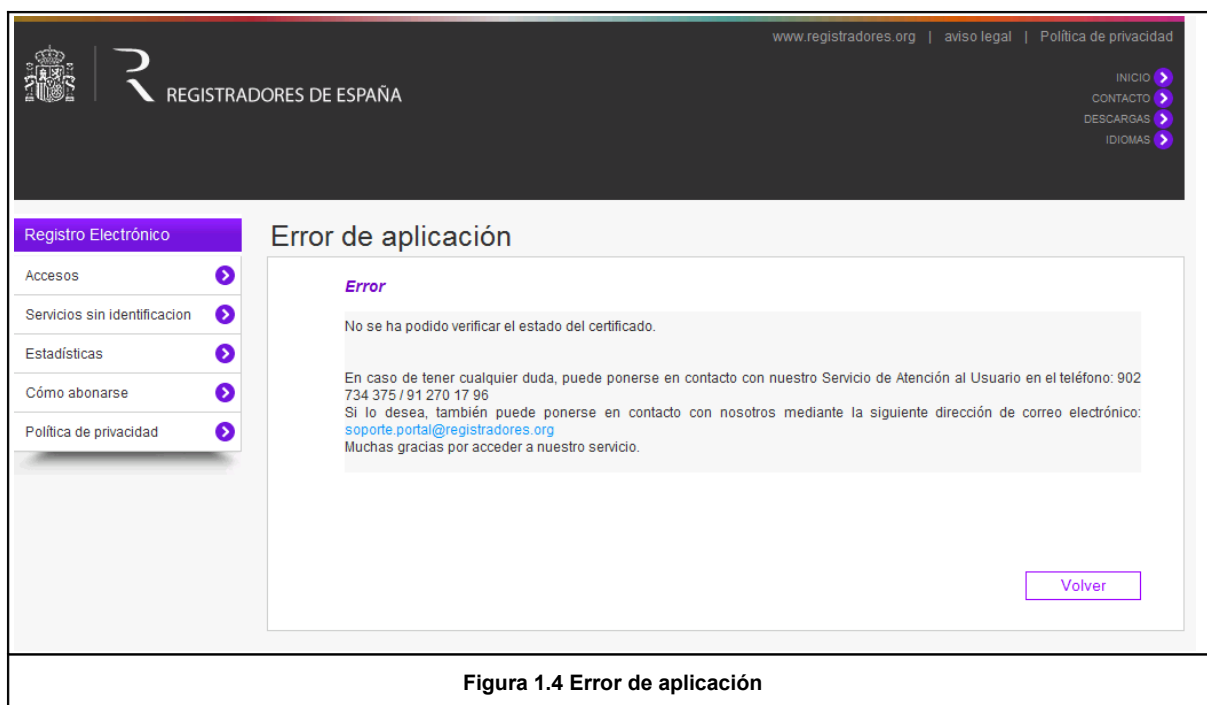 www.registradores.org | aviso legal | Política de privacidad
REGISTRADORES DE ESPAÑA
INICIO
CONTACTO
DESCARGAS
IDIOMAS
Registro Electrónico
Accesos
Servicios sin identificacion
Estadísticas
Cómo abonarse
Política de privacidad
Error de aplicación
Error
No se ha podido verificar el estado del certificado.
En caso de tener cualquier duda, puede ponerse en contacto con nuestro Servicio de Atención al Usuario en el teléfono: 902
734 375 / 91 270 17 96
Si lo desea, también puede ponerse en contacto con nosotros mediante la siguiente dirección de correo electrónico:
soporte.portal@registradores.org
Muchas gracias por acceder a nuestro servicio.
Volver
Figura 1.4 Error de aplicación